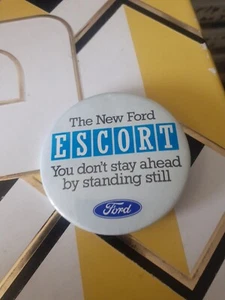 The New Ford
ESCORT
You don't stay ahead
by standing still
Ford